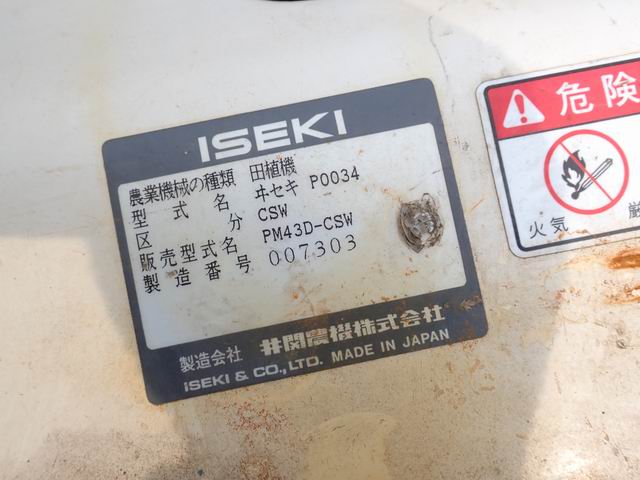 ISEKI
農業機械の種類 田植機
型式名 ヰセキ P0034
区分 CSW
販売型式名 PM43D-CSW
製造番号 007303
製造会社 井関農機株式会社
ISEKI & CO., LTD. MADE IN JAPAN
危険
火気 厳